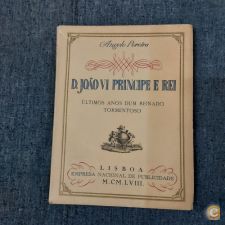 Angelo Pereira
D. JOÃO VI PRINCIPE E REI
ÚLTIMOS ANOS DUM REINADO
TORMENTOSO
LISBOA
EMPRESA NACIONAL DE PUBLICIDADE
M.CM.LVIII.